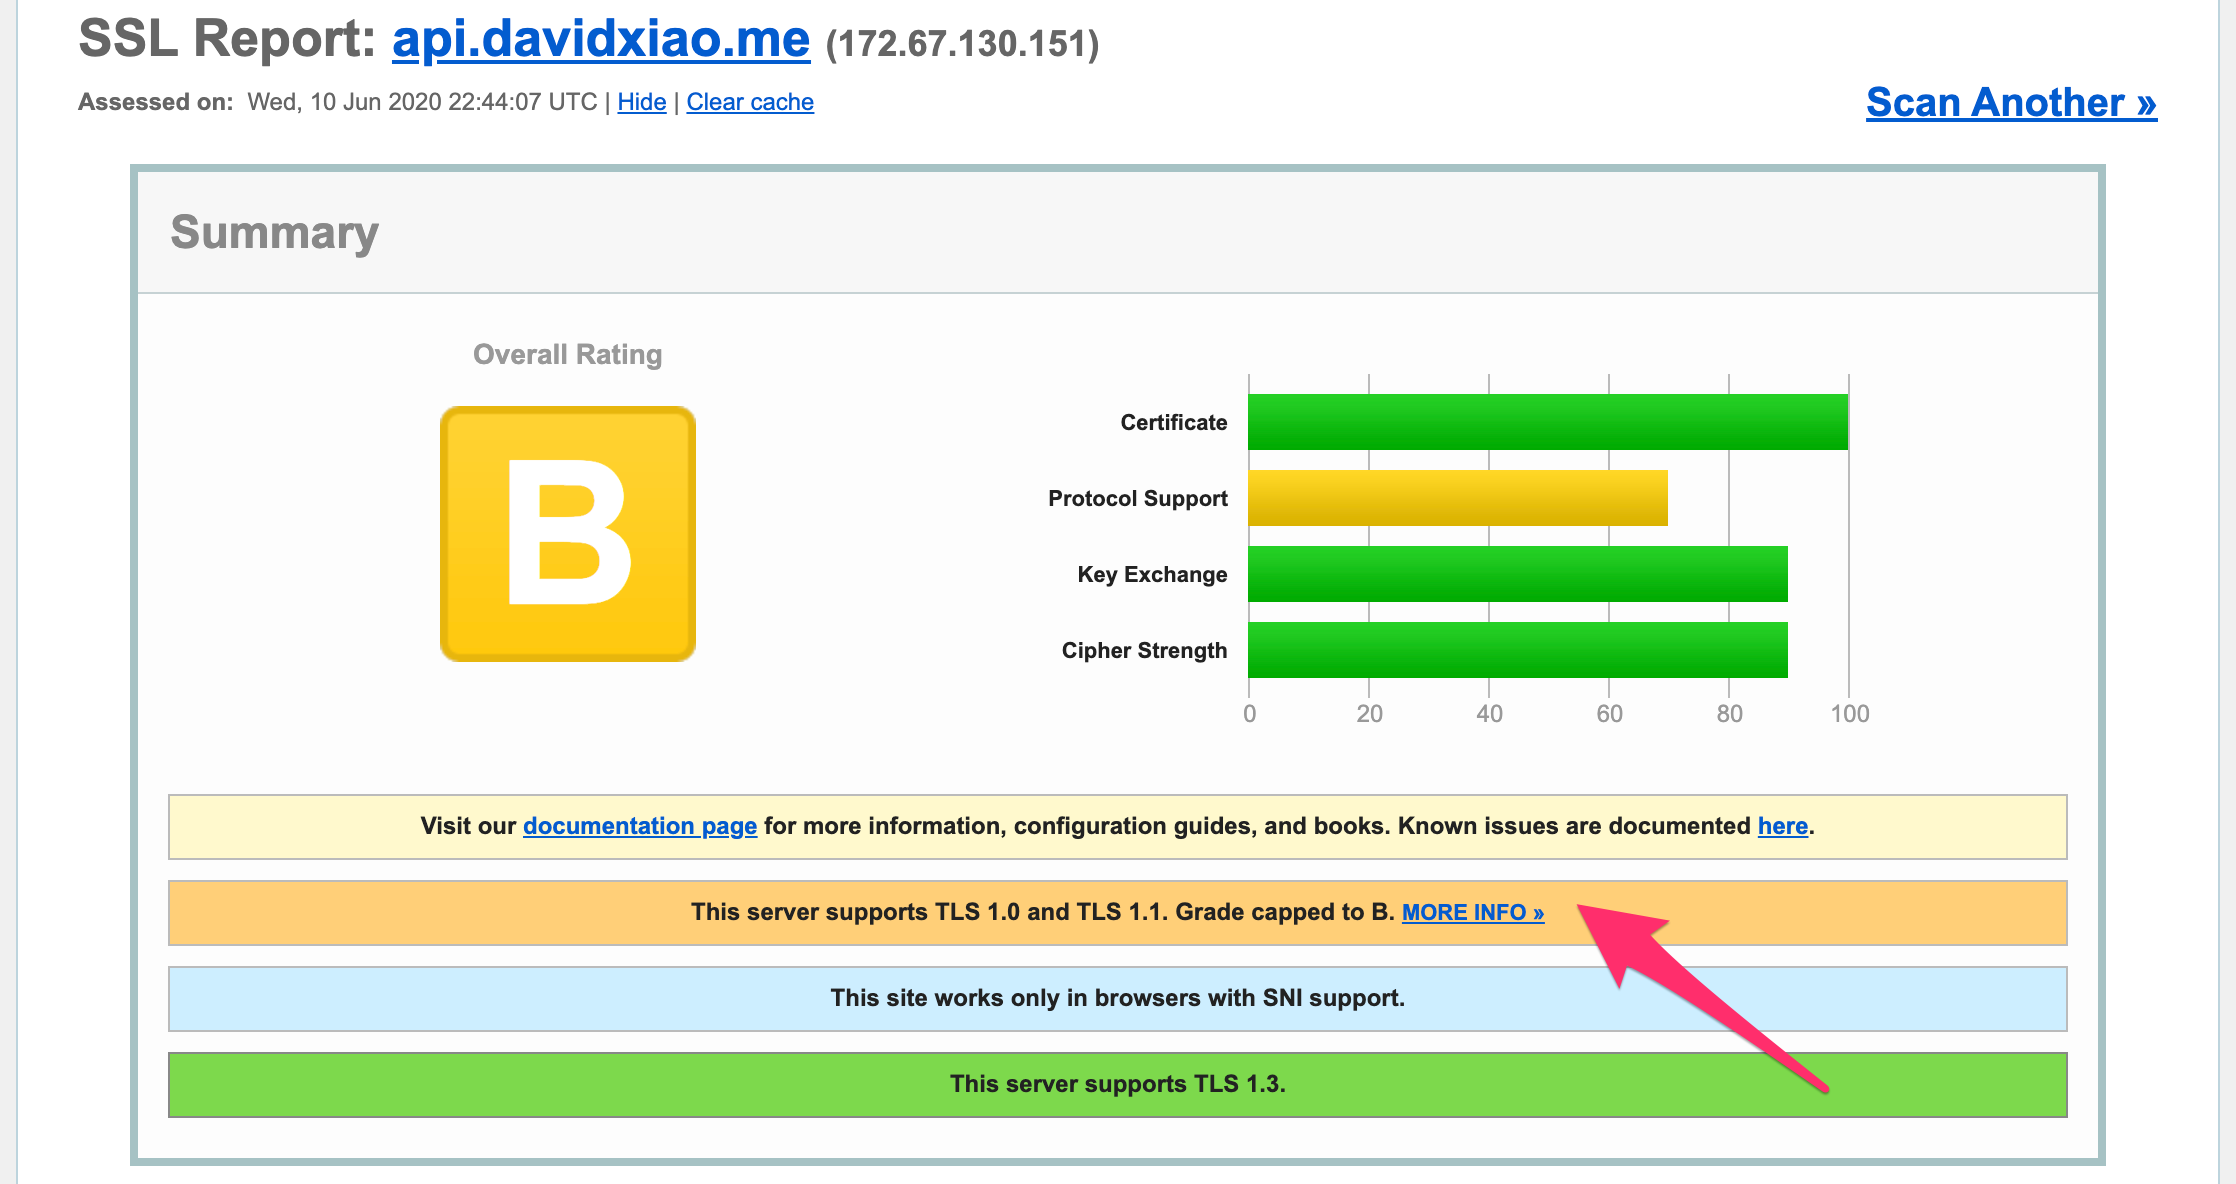 SSL Report: api.davidxiao.me (172.67.130.151)
Assessed on: Wed, 10 Jun 2020 22:44:07 UTC | Hide | Clear cache
Scan Another »
Summary
Overall Rating
B
Certificate
Protocol Support
Key Exchange
Cipher Strength
0 20 40 60 80 100
Visit our documentation page for more information, configuration guides, and books. Known issues are documented here.
This server supports TLS 1.0 and TLS 1.1. Grade capped to B. MORE INFO »
This site works only in browsers with SNI support.
This server supports TLS 1.3.